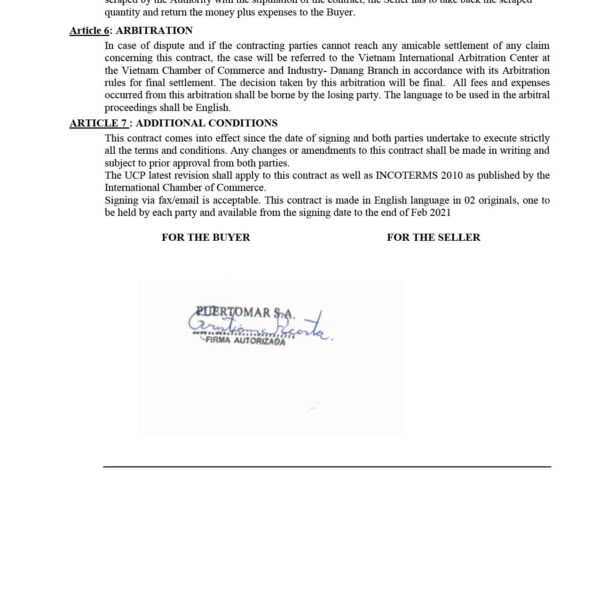 scraped by the Authority with the stipulation of the contract, the Seller has to take back the scraped
quantity and return the money plus expenses to the Buyer.
Article 6: ARBITRATION
In case of dispute and if the contracting parties cannot reach any amicable settlement of any claim
concerning this contract, the case will be referred to the Vietnam International Arbitration Center at
the Vietnam Chamber of Commerce and Industry- Danang Branch in accordance with its Arbitration
rules for final settlement. The decision taken by this arbitration will be final. All fees and expenses
occurred from this arbitration shall be borne by the losing party. The language to be used in the arbitral
proceedings shall be English.
ARTICLE 7 : ADDITIONAL CONDITIONS
This contract comes into effect since the date of signing and both parties undertake to execute strictly
all the terms and conditions. Any changes or amendments to this contract shall be made in writing and
subject to prior approval from both parties.
The UCP latest revision shall apply to this contract as well as INCOTERMS 2010 as published by the
International Chamber of Commerce.
Signing via fax/email is acceptable. This contract is made in English language in 02 originals, one to
be held by each party and available from the signing date to the end of Feb 2021
FOR THE BUYER FOR THE SELLER
PUERTOMAR S.A.
FIRMA AUTORIZADA